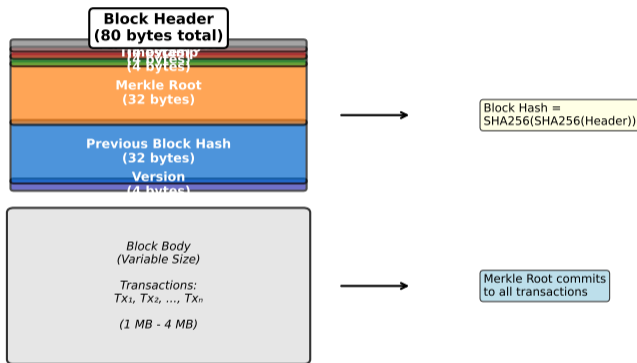 Block Header
(80 bytes total)
(4 bytes)
Merkle Root
(32 bytes)
Previous Block Hash
(32 bytes)
Version
(4 bytes)
Block Hash =
SHA256(SHA256(Header))
Block Body
(Variable Size)
Transactions:
Tx₁, Tx₂, ..., Txₙ
(1 MB - 4 MB)
Merkle Root commits
to all transactions